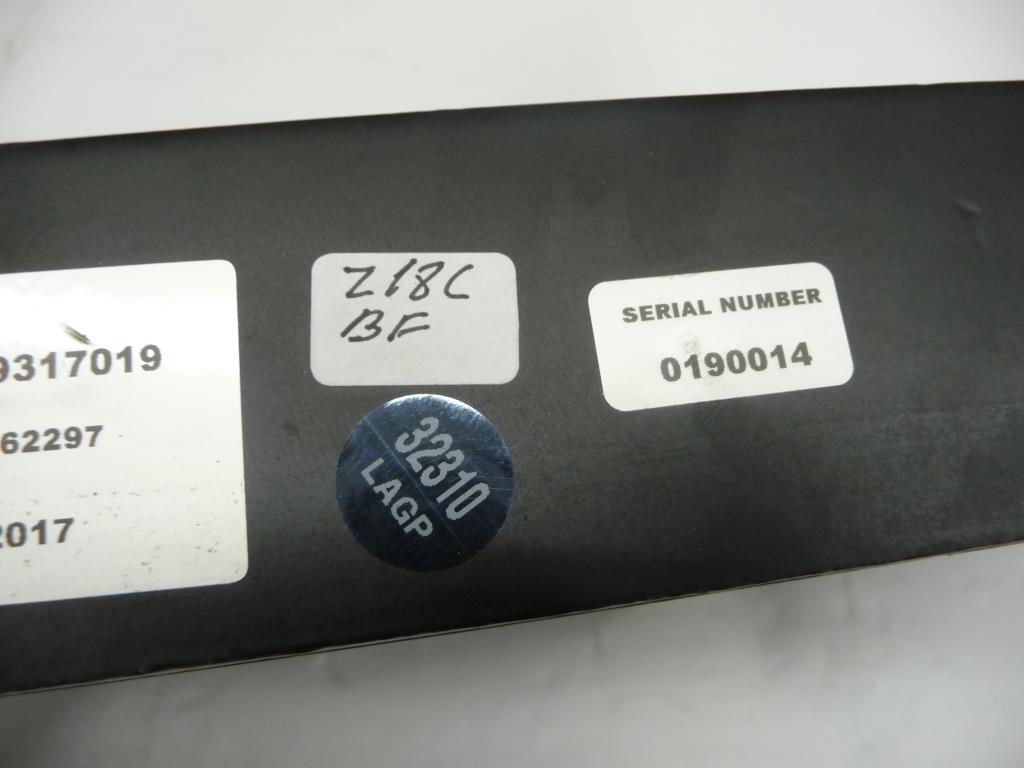 9317019
62297
2017
Z18C
BF
32310
LAGP
SERIAL NUMBER
0190014